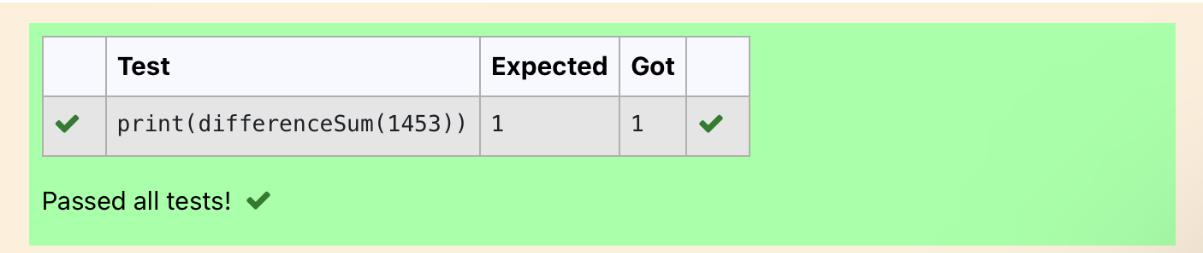 Test Expected Got
✔ print(differenceSum(1453)) 1 1 ✔
Passed all tests! ✔